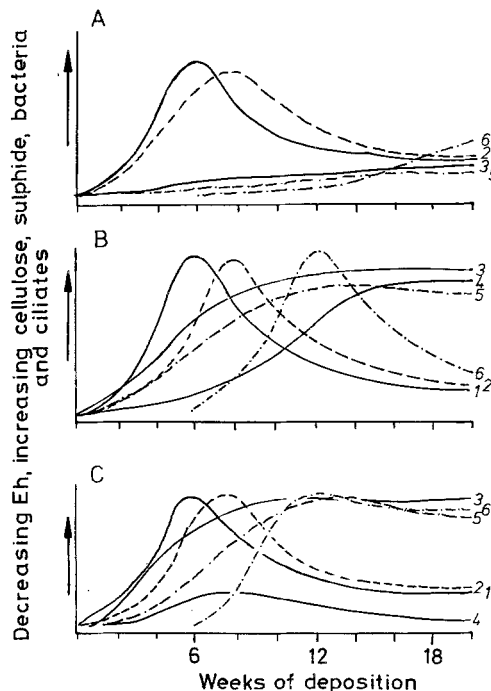 Decreasing Eh, increasing cellulose, sulphide, bacteria
and ciliates
A
6
2
3
B
3
4
5
6
1 2
C
3
6
5
2 1
4
6 12 18 20
Weeks of deposition